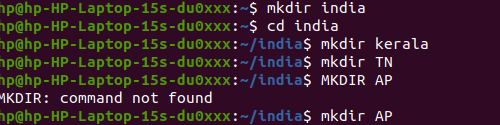 hp@hp-HP-Laptop-15s-du0xxx:~$ mkdir india
hp@hp-HP-Laptop-15s-du0xxx:~$ cd india
hp@hp-HP-Laptop-15s-du0xxx:~/india$ mkdir kerala
hp@hp-HP-Laptop-15s-du0xxx:~/india$ mkdir TN
hp@hp-HP-Laptop-15s-du0xxx:~/india$ MKDIR AP
MKDIR: command not found
hp@hp-HP-Laptop-15s-du0xxx:~/india$ mkdir AP